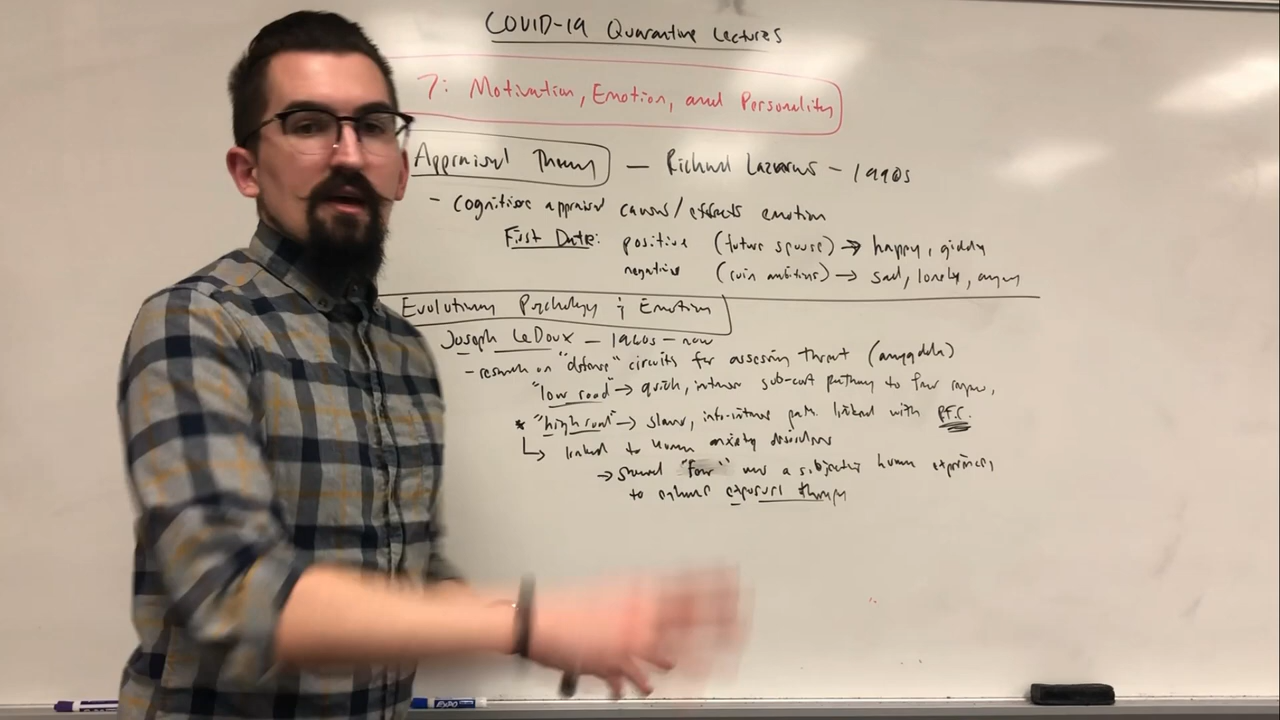 COVID-19 Quarantine Lectures
7: Motivation, Emotion, and Personality
Appraisal Theory — Richard Lazarus - 1990s
- cognitive appraisal causes/effects emotion
First Date: positive (future spouse) → happy, giddy
negative (ruin ambitions) → sad, lonely, angry
Evolutionary Psychology & Emotion
Joseph LeDoux - 1960s - now
- research on "defense" circuits for assessing threat (amygdala)
"low road" → quick, intense sub-cort pathway to fear
* "high road" → slower, info-intense path linked with P.F.C.
↳ linked to human anxiety disorders
→ "fear" was a subjective human experience,
to enhance exposure therapy
EXPO